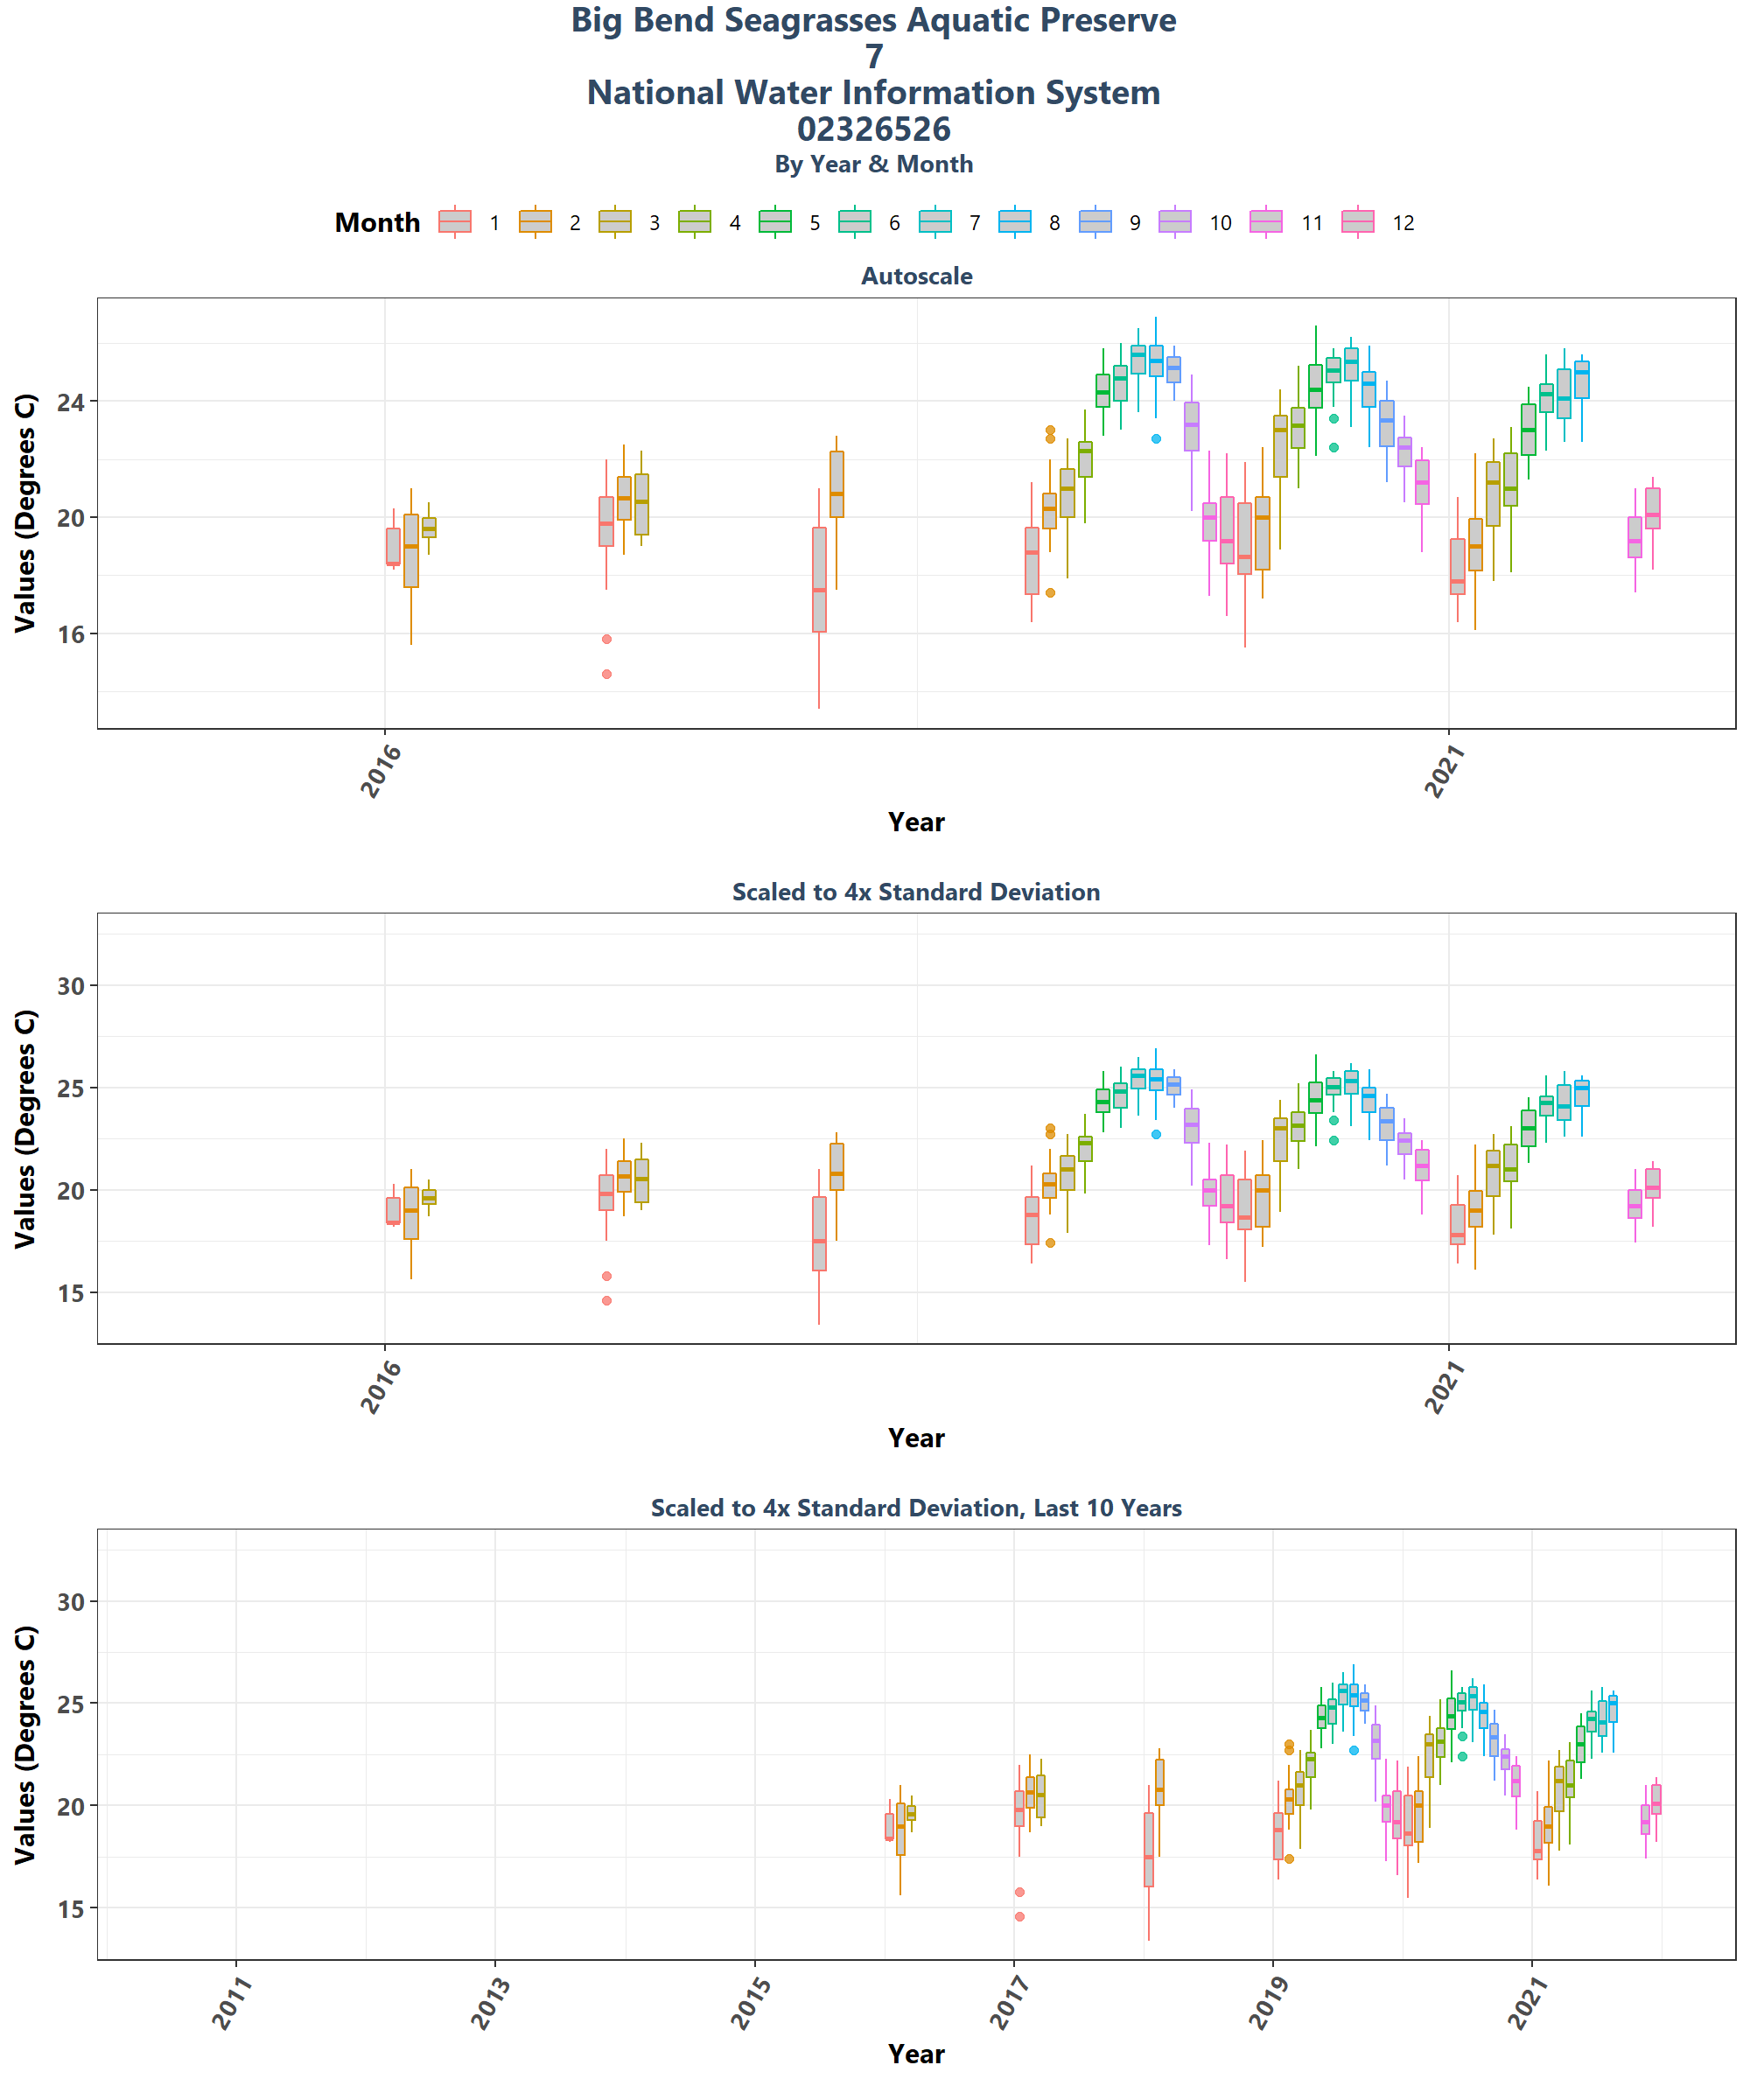 Big Bend Seagrasses Aquatic Preserve
7
National Water Information System
02326526
By Year & Month
Month 1 2 3 4 5 6 7 8 9 10 11 12
Autoscale
Values (Degrees C)
24
20
16
2016 2021
Year
Scaled to 4x Standard Deviation
Values (Degrees C)
30
25
20
15
2016 2021
Year
Scaled to 4x Standard Deviation, Last 10 Years
Values (Degrees C)
30
25
20
15
2011 2013 2015 2017 2019 2021
Year